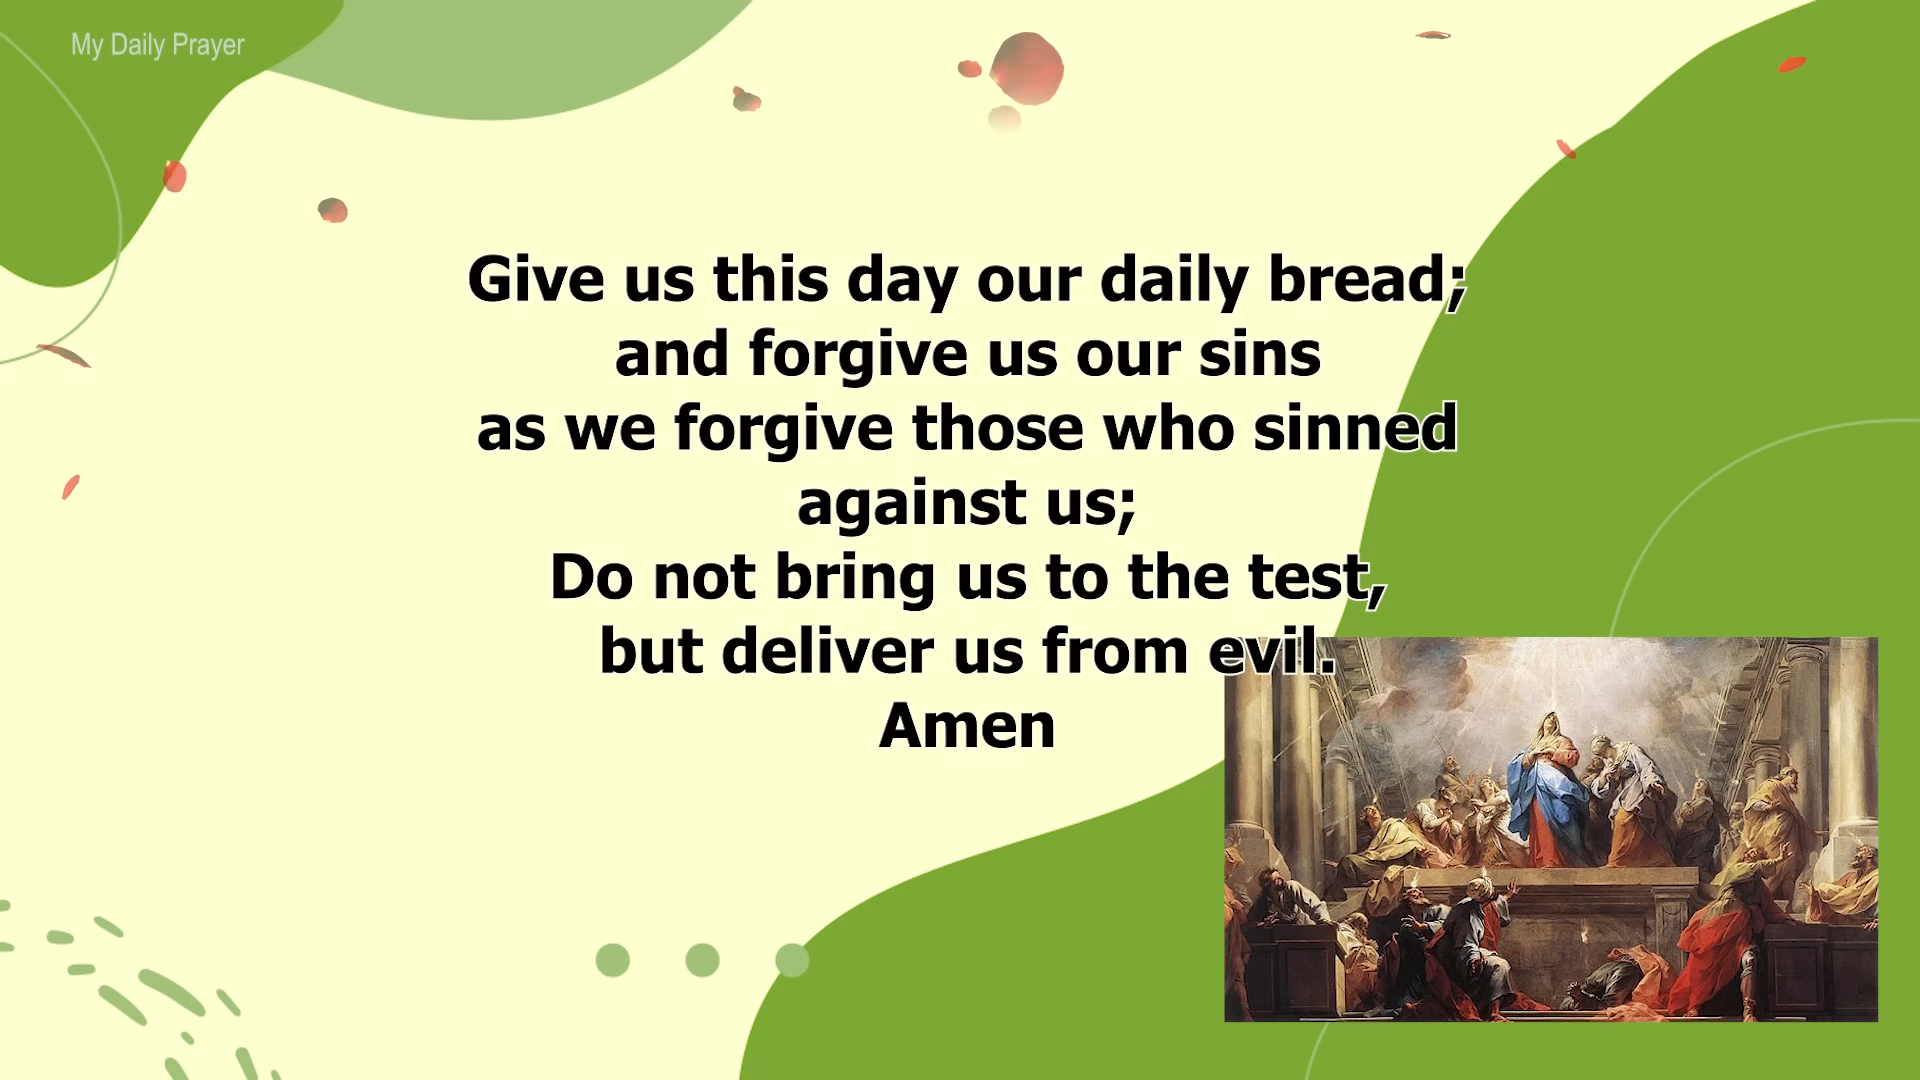 My Daily Prayer
Give us this day our daily bread;
and forgive us our sins
as we forgive those who sinned
against us;
Do not bring us to the test,
but deliver us from evil.
Amen